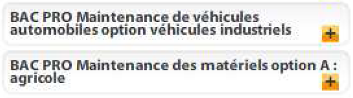 BAC PRO Maintenance de véhicules
automobiles option véhicules industriels
+
BAC PRO Maintenance des matériels option A :
agricole
+